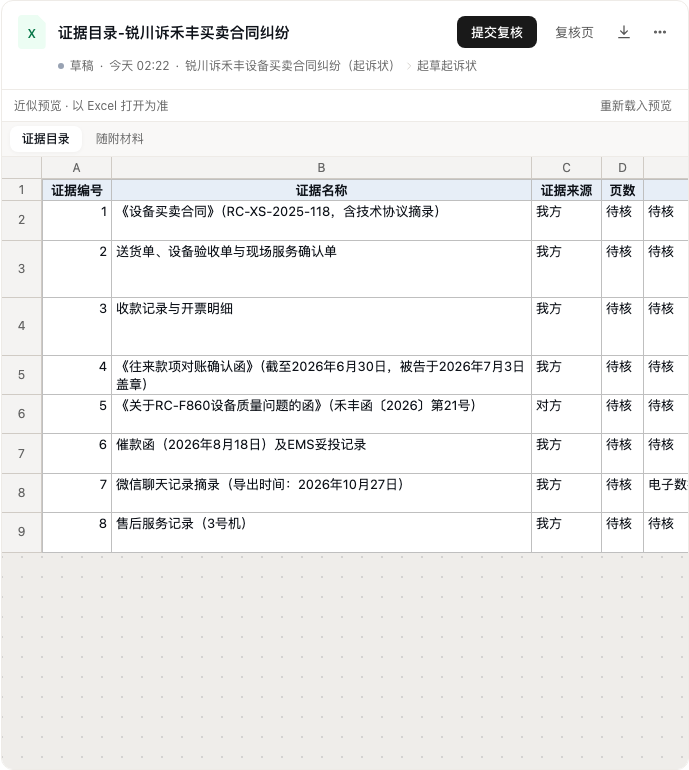 X
证据目录-锐川诉禾丰买卖合同纠纷
提交复核
复核页
草稿 · 今天 02:22 · 锐川诉禾丰设备买卖合同纠纷（起诉状） 起草起诉状
近似预览 · 以 Excel 打开为准
重新载入预览
证据目录
随附材料
A B C D
1 证据编号 证据名称 证据来源 页数
2 1 《设备买卖合同》（RC-XS-2025-118，含技术协议摘录） 我方 待核 待核
3 2 送货单、设备验收单与现场服务确认单 我方 待核 待核
4 3 收款记录与开票明细 我方 待核 待核
5 4 《往来款项对账确认函》（截至2026年6月30日，被告于2026年7月3日 我方 待核 待核
盖章）
6 5 《关于RC-F860设备质量问题的函》（禾丰函〔2026〕第21号） 对方 待核 待核
7 6 催款函（2026年8月18日）及EMS妥投记录 我方 待核 待核
8 7 微信聊天记录摘录（导出时间：2026年10月27日） 我方 待核 电子数
9 8 售后服务记录（3号机） 我方 待核 待核